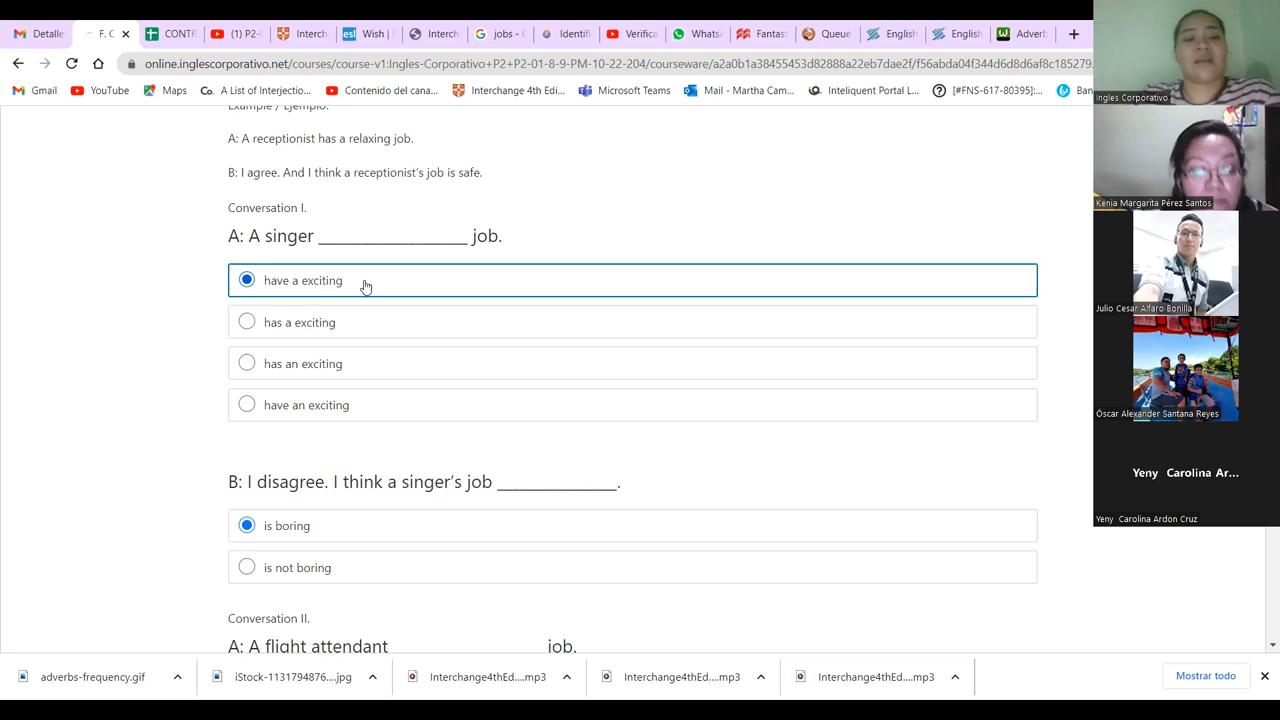 Detalle
F. C
CONTR
(1) P2-
Interch
Wish |
Interch
jobs - 
Identifi
Verifica
Whats
Fantas
Queue
English
English
Adverb
online.inglescorporativo.net/courses/course-v1:Ingles-Corporativo+P2+P2-01-8-9-PM-10-22-204/courseware/a2a0b1a38455453d82888a22eb7dae2f/f56abda04f344d6d8d6af8c185279.
Gmail
YouTube
Maps
A List of Interjectio...
Contenido del cana...
Interchange 4th Edi...
Microsoft Teams
Mail - Martha Cam...
Inteliquent Portal L...
[#FNS-617-80395]:...
Ban
Example / Ejemplo:
A: A receptionist has a relaxing job.
B: I agree. And I think a receptionist's job is safe.
Conversation I.
A: A singer ___________________ job.
have a exciting
has a exciting
has an exciting
have an exciting
B: I disagree. I think a singer's job _______________.
is boring
is not boring
Conversation II.
A: A flight attendant ____________________ job.
Ingles Corporativo
Kenia Margarita Pérez Santos
Julio Cesar Alfaro Bonilla
Óscar Alexander Santana Reyes
Yeny Carolina Ar...
Yeny Carolina Ardon Cruz
adverbs-frequency.gif
iStock-1131794876....jpg
Interchange4thEd....mp3
Interchange4thEd....mp3
Interchange4thEd....mp3
Mostrar todo